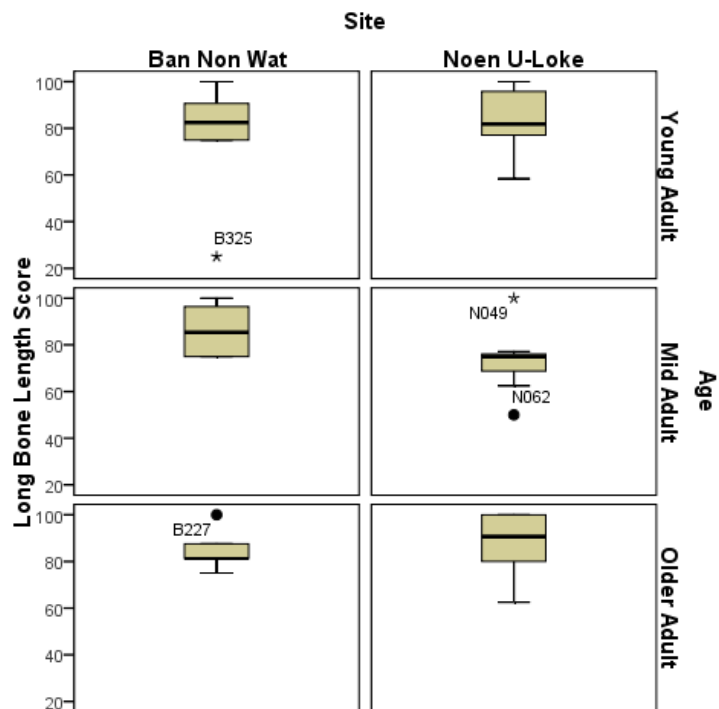 Site
Ban Non Wat
Noen U-Loke
100
80
60
40
20
B325
Young Adult
100
80
60
40
20
N049
N062
Mid Adult
100
80
60
40
20
B227
Older Adult
Long Bone Length Score
Age